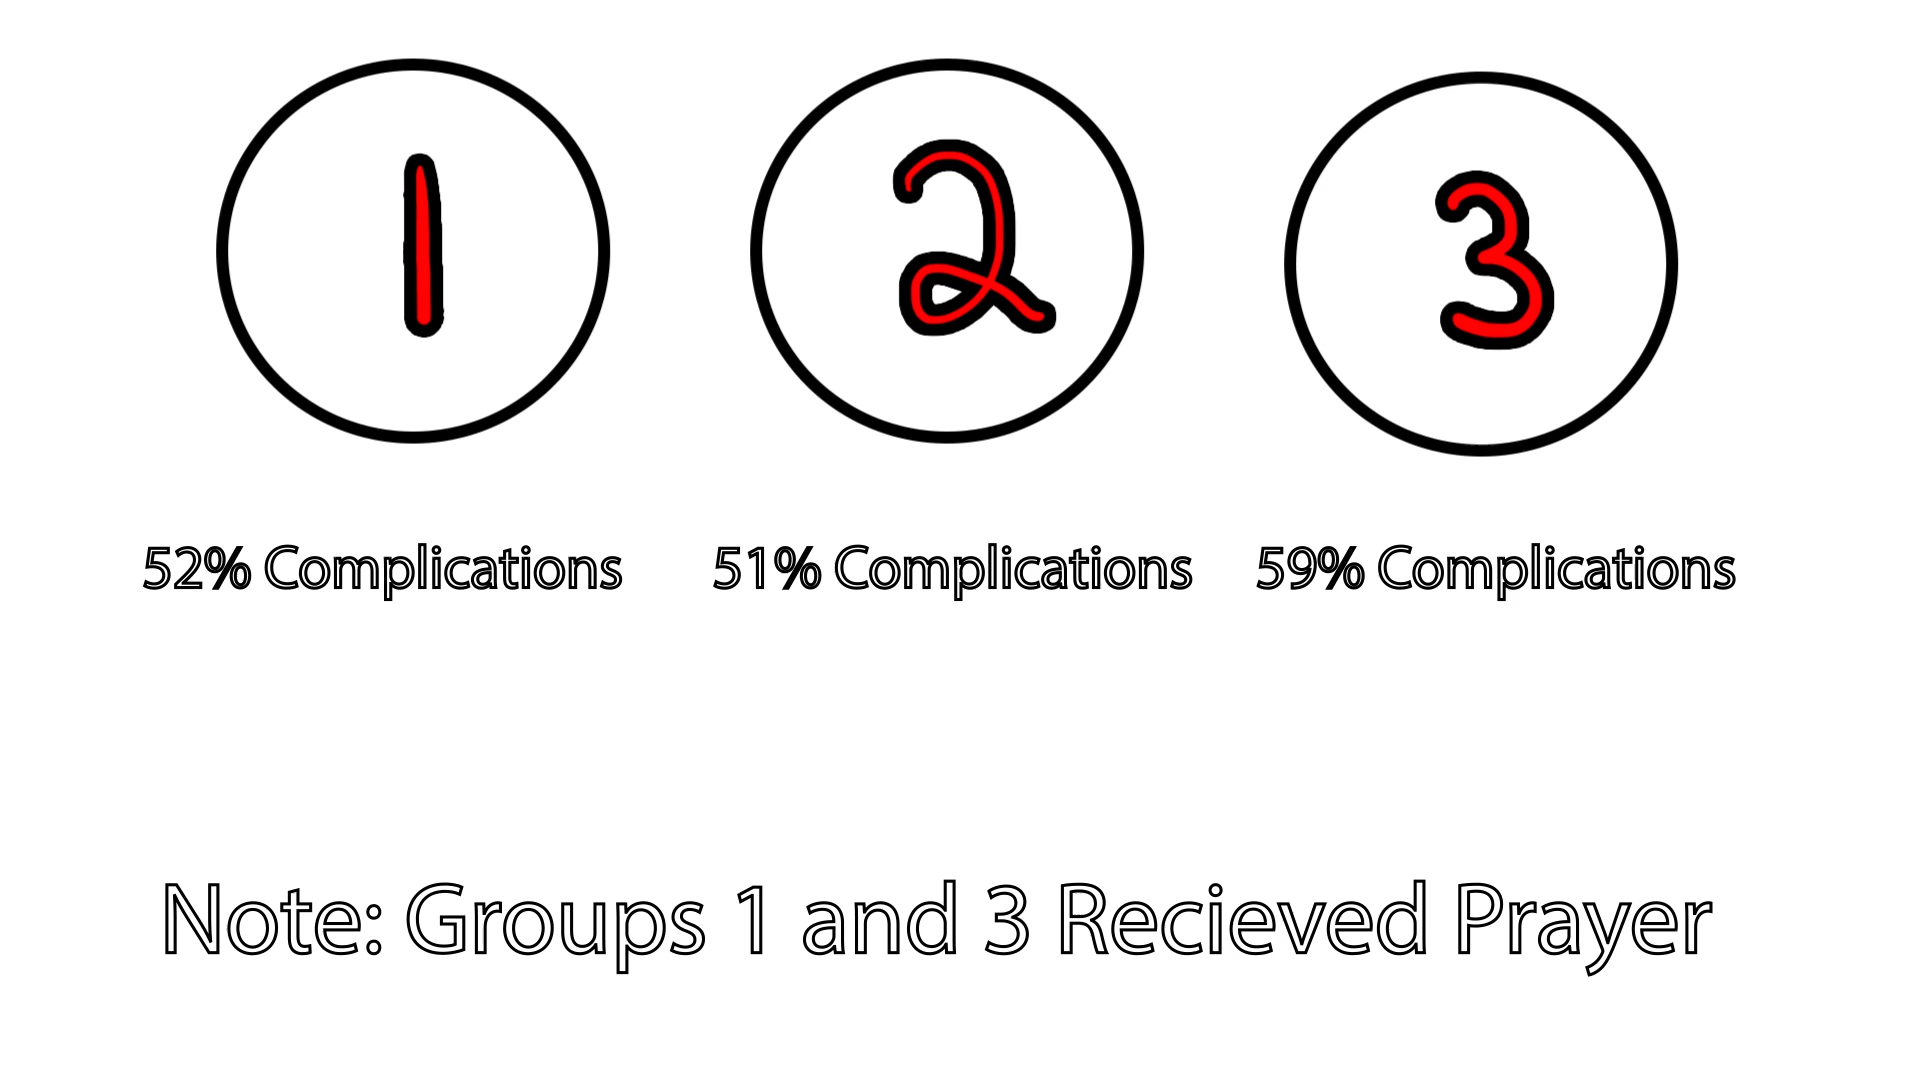 1 2 3
52% Complications 51% Complications 59% Complications
Note: Groups 1 and 3 Recieved Prayer